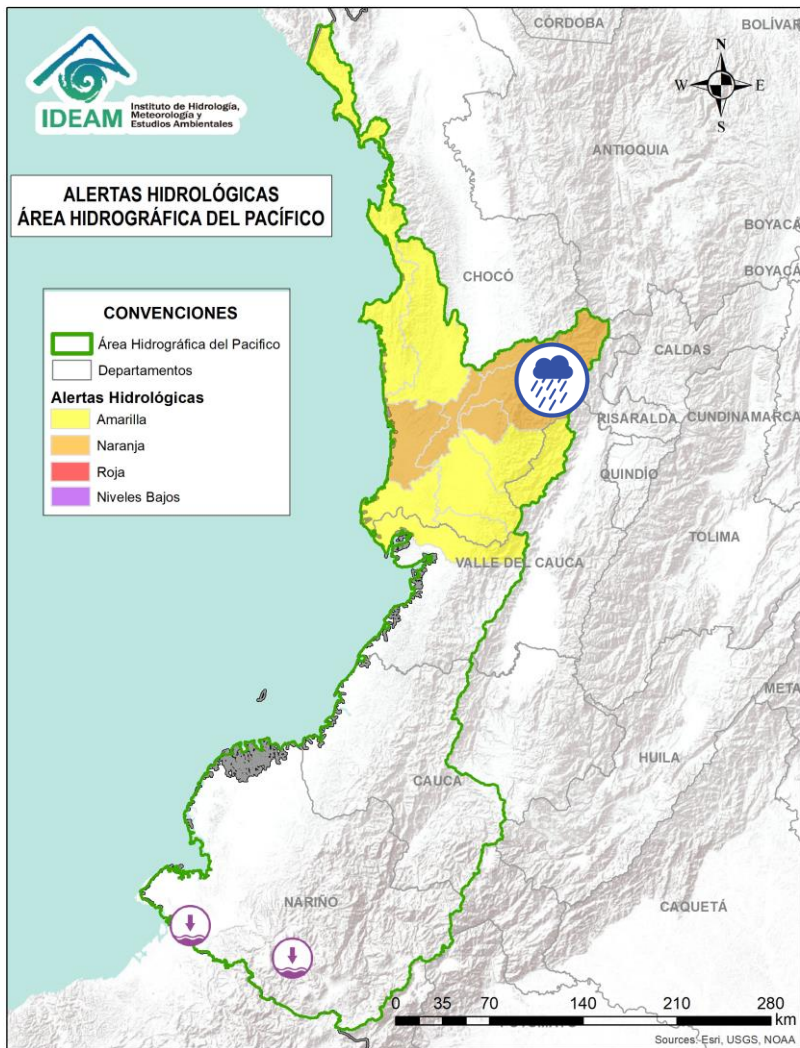 IDEAM
Instituto de Hidrología,
Meteorología y
Estudios Ambientales
ALERTAS HIDROLÓGICAS
ÁREA HIDROGRÁFICA DEL PACÍFICO
CONVENCIONES
Área Hidrográfica del Pacifico
Departamentos
Alertas Hidrológicas
Amarilla
Naranja
Roja
Niveles Bajos
N
W
E
S
CÓRDOBA
BOLÍVAR
ANTIOQUIA
BOYACÁ
BOYACÁ
CHOCÓ
CALDAS
RISARALDA
CUNDINAMARCA
QUINDÍO
TOLIMA
VALLE DEL CAUCA
META
HUILA
CAUCA
NARIÑO
CAQUETÁ
0 35 70 140 210 280
km
Sources: Esri, USGS, NOAA